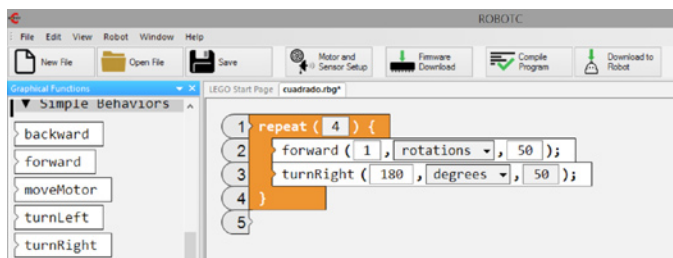 ROBOTC
File Edit View Robot Window Help
New File Open File Save Motor and Sensor Setup Firmware Download Compile Program Download to Robot
Graphical Functions
LEGO Start Page cuadrado.rbg*
▼ Simple Behaviors
backward
forward
moveMotor
turnLeft
turnRight
1 repeat ( 4 ) {
2 forward ( 1 , rotations , 50 );
3 turnRight ( 180 , degrees , 50 );
4 }
5